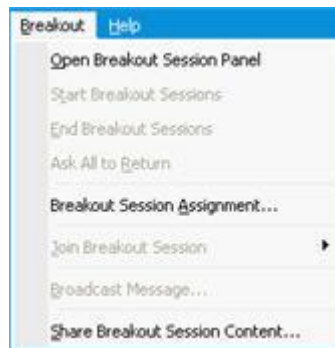 Breakout Help
Open Breakout Session Panel
Start Breakout Sessions
End Breakout Sessions
Ask All to Return
Breakout Session Assignment...
Join Breakout Session
Broadcast Message...
Share Breakout Session Content...